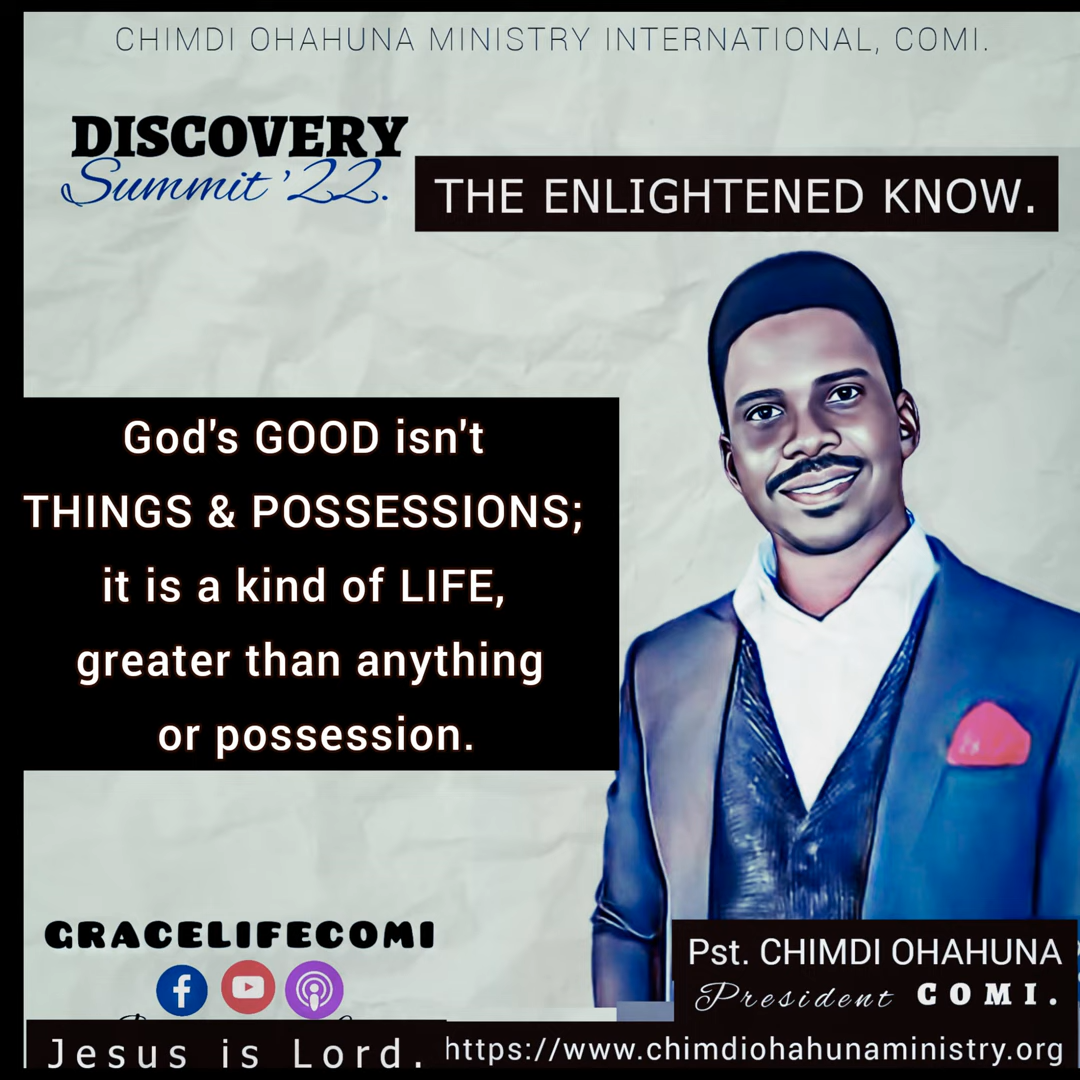 CHIMDI OHAHUNA MINISTRY INTERNATIONAL, COMI.
DISCOVERY
Summit '22.
THE ENLIGHTENED KNOW.
God's GOOD isn't
THINGS & POSSESSIONS;
it is a kind of LIFE,
greater than anything
or possession.
GRACELIFECOMI
Pst. CHIMDI OHAHUNA
President COMI.
Jesus is Lord.
https://www.chimdiohahunaministry.org